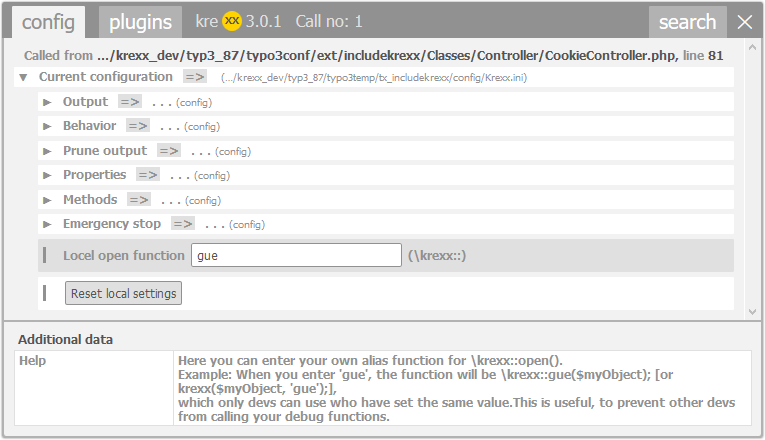 config plugins kre XX 3.0.1 Call no: 1 search
Called from .../krexx_dev/typ3_87/typo3conf/ext/includekrexx/Classes/Controller/CookieController.php, line 81
Current configuration => (.../krexx_dev/typ3_87/typo3temp/tx_includekrexx/config/Krexx.ini)
Output => . . . (config)
Behavior => . . . (config)
Prune output => . . . (config)
Properties => . . . (config)
Methods => . . . (config)
Emergency stop => . . . (config)
Locel open function gue (\krexx::)
Reset local settings
Additional data
Help Here you can enter your own alias function for \krexx::open().
Example: When you enter 'gue', the function will be \krexx::gue($myObject); [or
krexx($myObject, 'gue');],
which only devs can use who have set the same value.This is useful, to prevent other devs
from calling your debug functions.